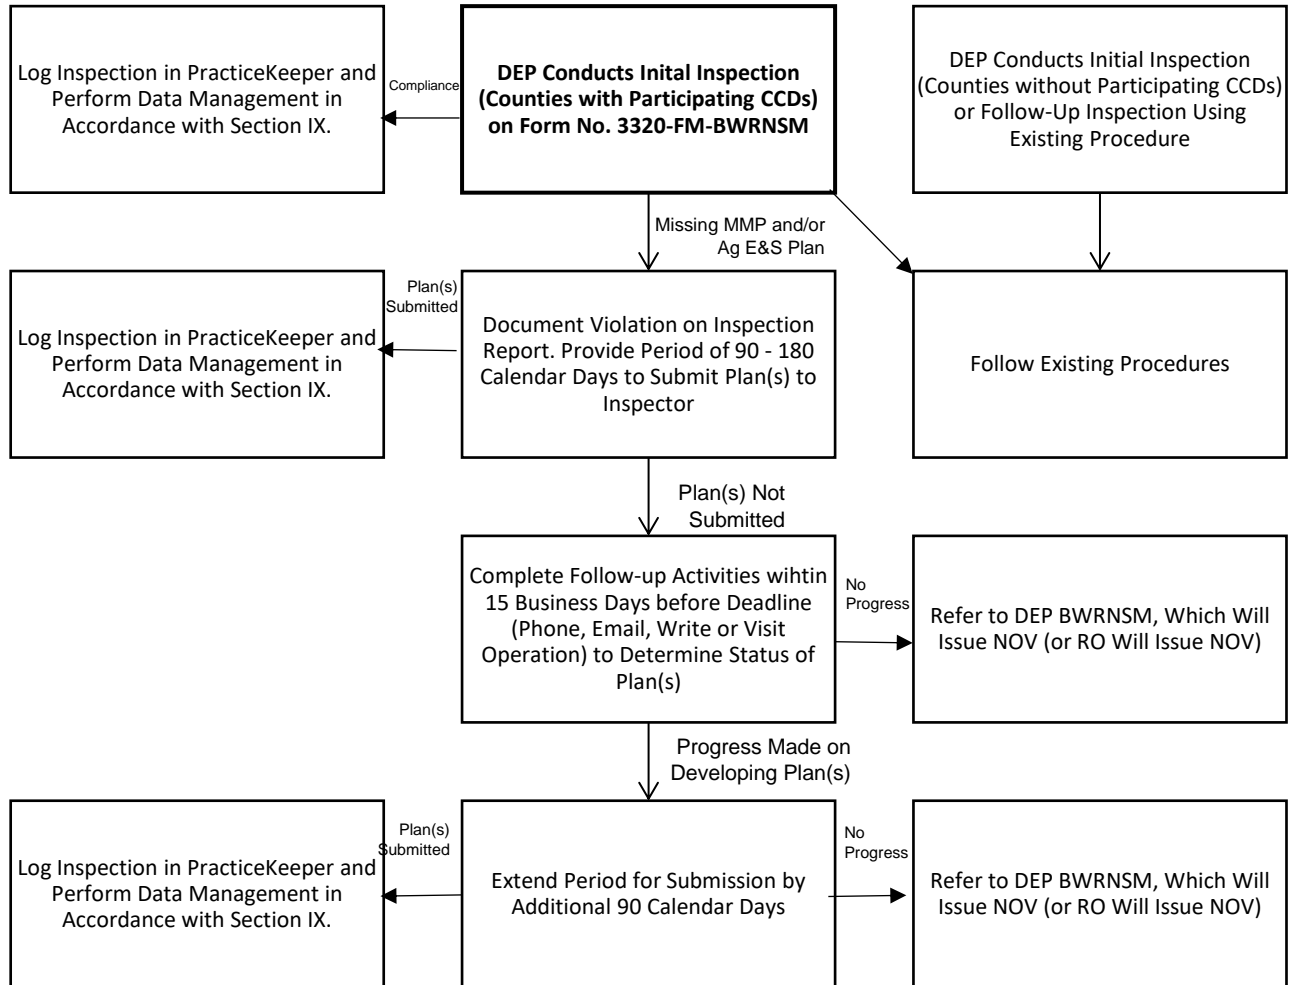 Log Inspection in PracticeKeeper and
Perform Data Management in
Accordance with Section IX.
Compliance
DEP Conducts Inital Inspection
(Counties with Participating CCDs)
on Form No. 3320-FM-BWRNSM
DEP Conducts Initial Inspection
(Counties without Participating CCDs)
or Follow-Up Inspection Using
Existing Procedure
Missing MMP and/or
Ag E&S Plan
Log Inspection in PracticeKeeper and
Perform Data Management in
Accordance with Section IX.
Plan(s)
Submitted
Document Violation on Inspection
Report. Provide Period of 90 - 180
Calendar Days to Submit Plan(s) to
Inspector
Follow Existing Procedures
Plan(s) Not
Submitted
Complete Follow-up Activities wihtin
15 Business Days before Deadline
(Phone, Email, Write or Visit
Operation) to Determine Status of
Plan(s)
No
Progress
Refer to DEP BWRNSM, Which Will
Issue NOV (or RO Will Issue NOV)
Progress Made on
Developing Plan(s)
Log Inspection in PracticeKeeper and
Perform Data Management in
Accordance with Section IX.
Plan(s)
Submitted
Extend Period for Submission by
Additional 90 Calendar Days
No
Progress
Refer to DEP BWRNSM, Which Will
Issue NOV (or RO Will Issue NOV)